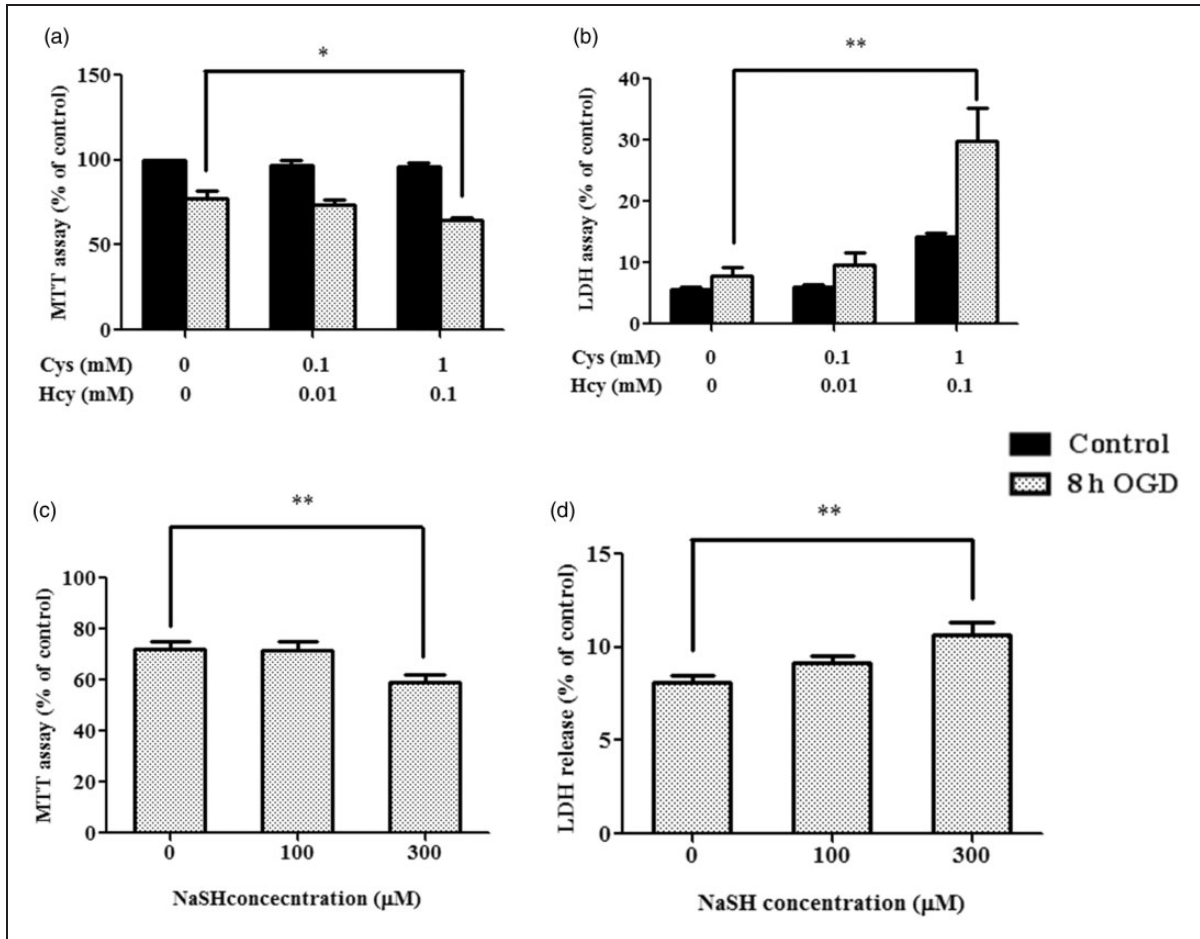 (a)
*
MTT assay (% of control)
150
100
50
0
Cys (mM) 0 0.1 1
Hcy (mM) 0 0.01 0.1
(b)
**
LDH assay (% of control)
40
30
20
10
0
Cys (mM) 0 0.1 1
Hcy (mM) 0 0.01 0.1
Control
8 h OGD
(c)
**
MTT assay (% of control)
100
80
60
40
20
0
0 100 300
NaSHconcecntration (μM)
(d)
**
LDH release (% of control)
15
10
5
0
0 100 300
NaSH concentration (μM)